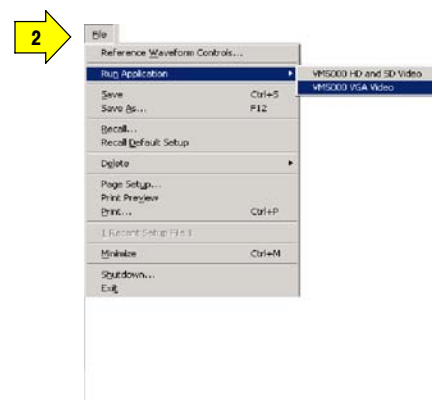 2
File
Reference Waveform Controls...
Run Application
VM5000 HD and SD Video
VM5000 VGA Video
Save Ctrl+S
Save As... F12
Recall...
Recall Default Setup
Delete
Page Setup...
Print Preview
Print... Ctrl+P
1 Recent Setup File 1
Minimize Ctrl+M
Shutdown...
Exit